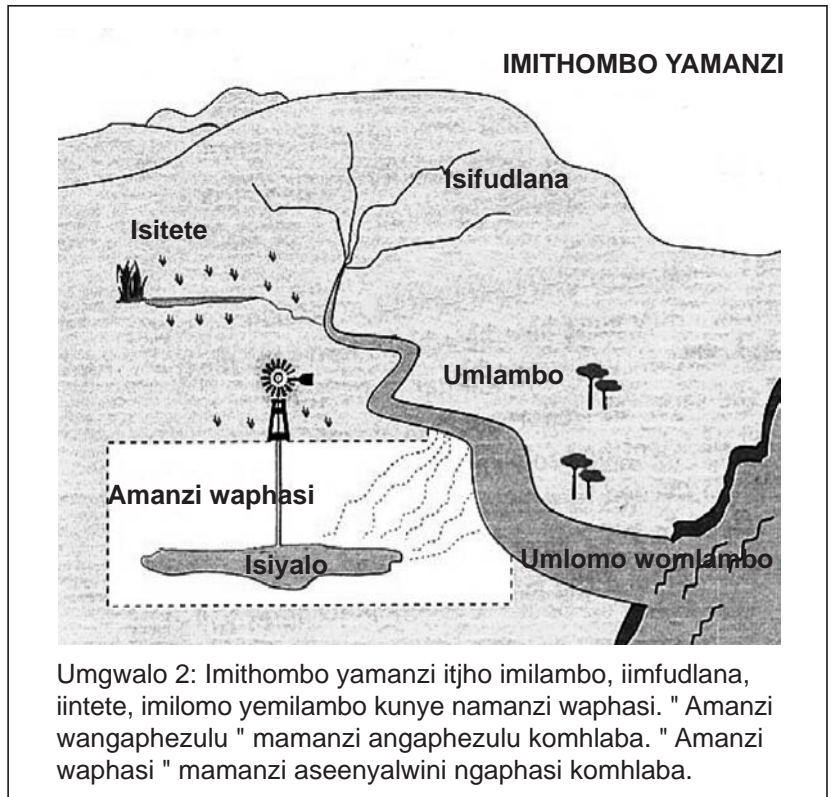 IMITHOMBO YAMANZI
Isifudlana
Isitete
Umlambo
Amanzi waphasi
Isiyalo
Umlomo womlambo
Umgwalo 2: Imithombo yamanzi itjho imilambo, iimfudlana,
iintete, imilomo yemilambo kunye namanzi waphasi. " Amanzi
wangaphezulu " mamanzi angaphezulu komhlaba. " Amanzi
waphasi " mamanzi aseenyalwini ngaphasi komhlaba.